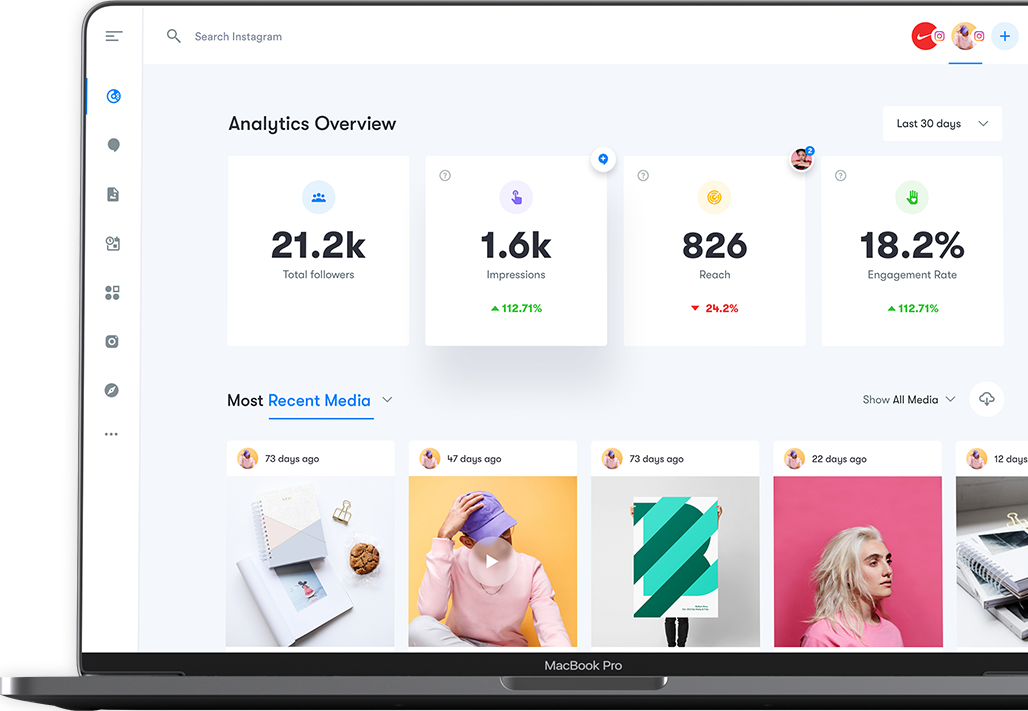 Search Instagram
Analytics Overview
Last 30 days
2
21.2k
Total followers
1.6k
Impressions
112.71%
826
Reach
24.2%
18.2%
Engagement Rate
112.71%
Most Recent Media
Show All Media
73 days ago
47 days ago
73 days ago
22 days ago
12 days
MacBook Pro